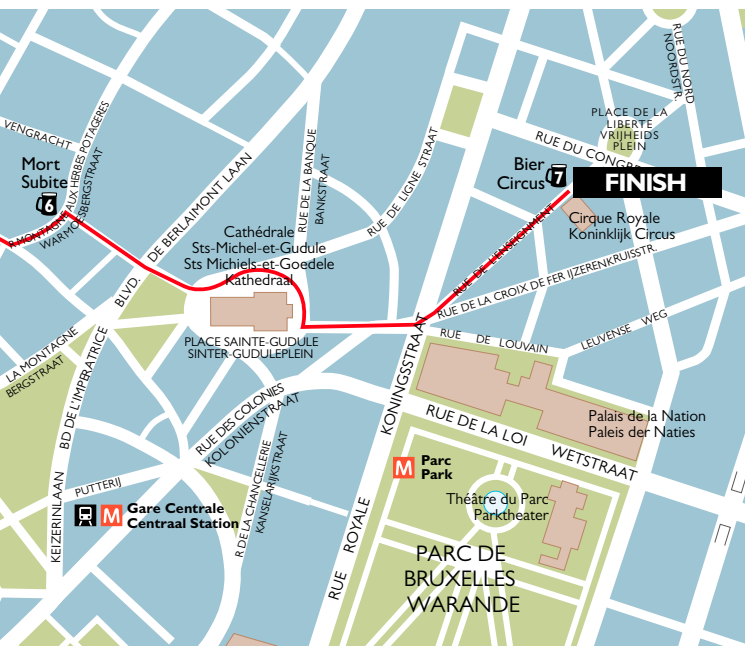 RUE DU NORD
NOORDSTR.
PLACE DE LA
LIBERTE
VRIJHEIDS
PLEIN
RUE DU CONGRE
VENGRACHT
R.MONTAGNE AUX HERBES POTAGERES
WARMOESBERGSTRAAT
Mort
Subite
6
BLVD. DE BERLAIMONT LAAN
RUE DE LA BANQUE
BANKSTRAAT
RUE DE LIGNE STRAAT
Bier
Circus
7
FINISH
Cirque Royale
Koninklijk Circus
RUE DE L'ENSEIGNMENT
Cathédrale
Sts-Michel-et-Gudule
Sts Michiels-et-Goedele
Kathedraal
RUE DE LA CROIX DE FER IJZERENKRUISSTR.
PLACE SAINTE-GUDULE
SINTER-GUDULEPLEIN
RUE DE LOUVAIN
LEUVENSE WEG
LA MONTAGNE
BERGSTRAAT
KEIZERINLAAN BD DE L'IMPERATRICE
RUE DES COLONIES
KOLONIENSTRAAT
RUE ROYALE KONINGSSTRAAT
RUE DE LA LOI WETSTRAAT
Palais de la Nation
Paleis der Naties
M Parc
Park
PUTTERIJ
M Gare Centrale
Centraal Station
R DE LA CHANCELLERIE
KANSELARIJKSTRAAT
Théâtre du Parc
Parktheater
PARC DE
BRUXELLES
WARANDE